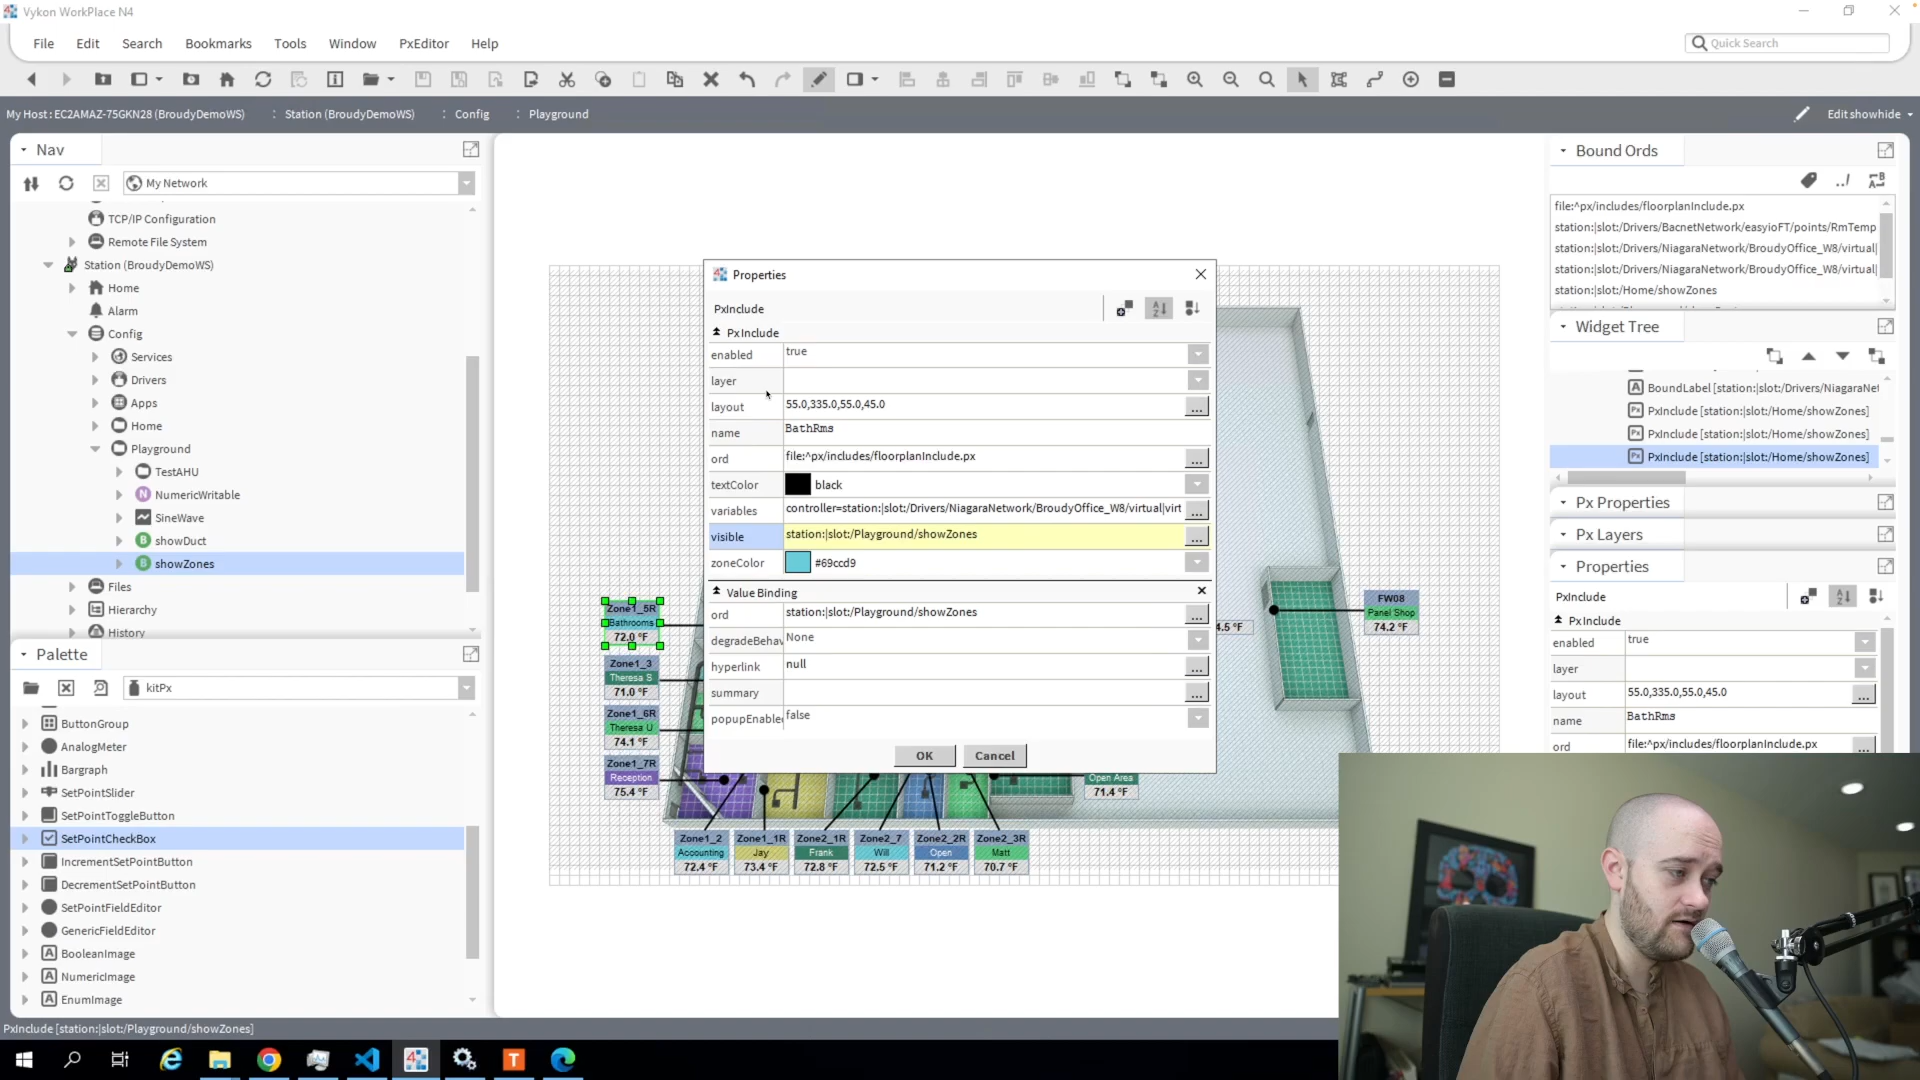 Vykon WorkPlace N4
File Edit Search Bookmarks Tools Window PxEditor Help
Quick Search
My Host : EC2AMAZ-75GKN28 (BroudyDemoWS) : Station (BroudyDemoWS) : Config : Playground
Edit showhide
Nav
My Network
TCP/IP Configuration
Remote File System
Station (BroudyDemoWS)
Home
Alarm
Config
Services
Drivers
Apps
Home
Playground
TestAHU
NumericWritable
SineWave
showDuct
showZones
Files
Hierarchy
History
Palette
kitPx
ButtonGroup
AnalogMeter
Bargraph
SetPointSlider
SetPointToggleButton
SetPointCheckBox
IncrementSetPointButton
DecrementSetPointButton
SetPointFieldEditor
GenericFieldEditor
BooleanImage
NumericImage
EnumImage
PxInclude [station:|slot:/Playground/showZones]
Zone1_5R
Bathrooms
72.0 °F
Zone1_3
Theresa S
71.0 °F
Zone1_6R
Theresa U
74.1 °F
Zone1_7R
Reception
75.4 °F
Zone1_2
Accounting
72.4 °F
Zone1_1R
Jay
73.4 °F
Zone2_1R
Frank
72.8 °F
Zone2_7
Will
72.5 °F
Zone2_2R
Open
71.2 °F
Zone2_3R
Matt
70.7 °F
Open Area
71.4 °F
4.5 °F
FW08
Panel Shop
74.2 °F
Properties
PxInclude
PxInclude
enabled true
layer
layout 55.0,335.0,55.0,45.0 ...
name BathRms
ord file:^px/includes/floorplanInclude.px ...
textColor black
variables controller=station:|slot:/Drivers/NiagaraNetwork/BroudyOffice_W8/virtual|virt ...
visible station:|slot:/Playground/showZones ...
zoneColor #69ccd9
Value Binding
ord station:|slot:/Playground/showZones ...
degradeBehav None
hyperlink null ...
summary ...
popupEnable false
OK Cancel
Bound Ords
file:^px/includes/floorplanInclude.px
station:|slot:/Drivers/BacnetNetwork/easyioFT/points/RmTemp
station:|slot:/Drivers/NiagaraNetwork/BroudyOffice_W8/virtual|
station:|slot:/Drivers/NiagaraNetwork/BroudyOffice_W8/virtual|
station:|slot:/Home/showZones
Widget Tree
BoundLabel [station:|slot:/Drivers/NiagaraNet
PxInclude [station:|slot:/Home/showZones]
PxInclude [station:|slot:/Home/showZones]
PxInclude [station:|slot:/Home/showZones]
Px Properties
Px Layers
Properties
PxInclude
PxInclude
enabled true
layer
layout 55.0,335.0,55.0,45.0 ...
name BathRms
ord file:^px/includes/floorplanInclude.px ...